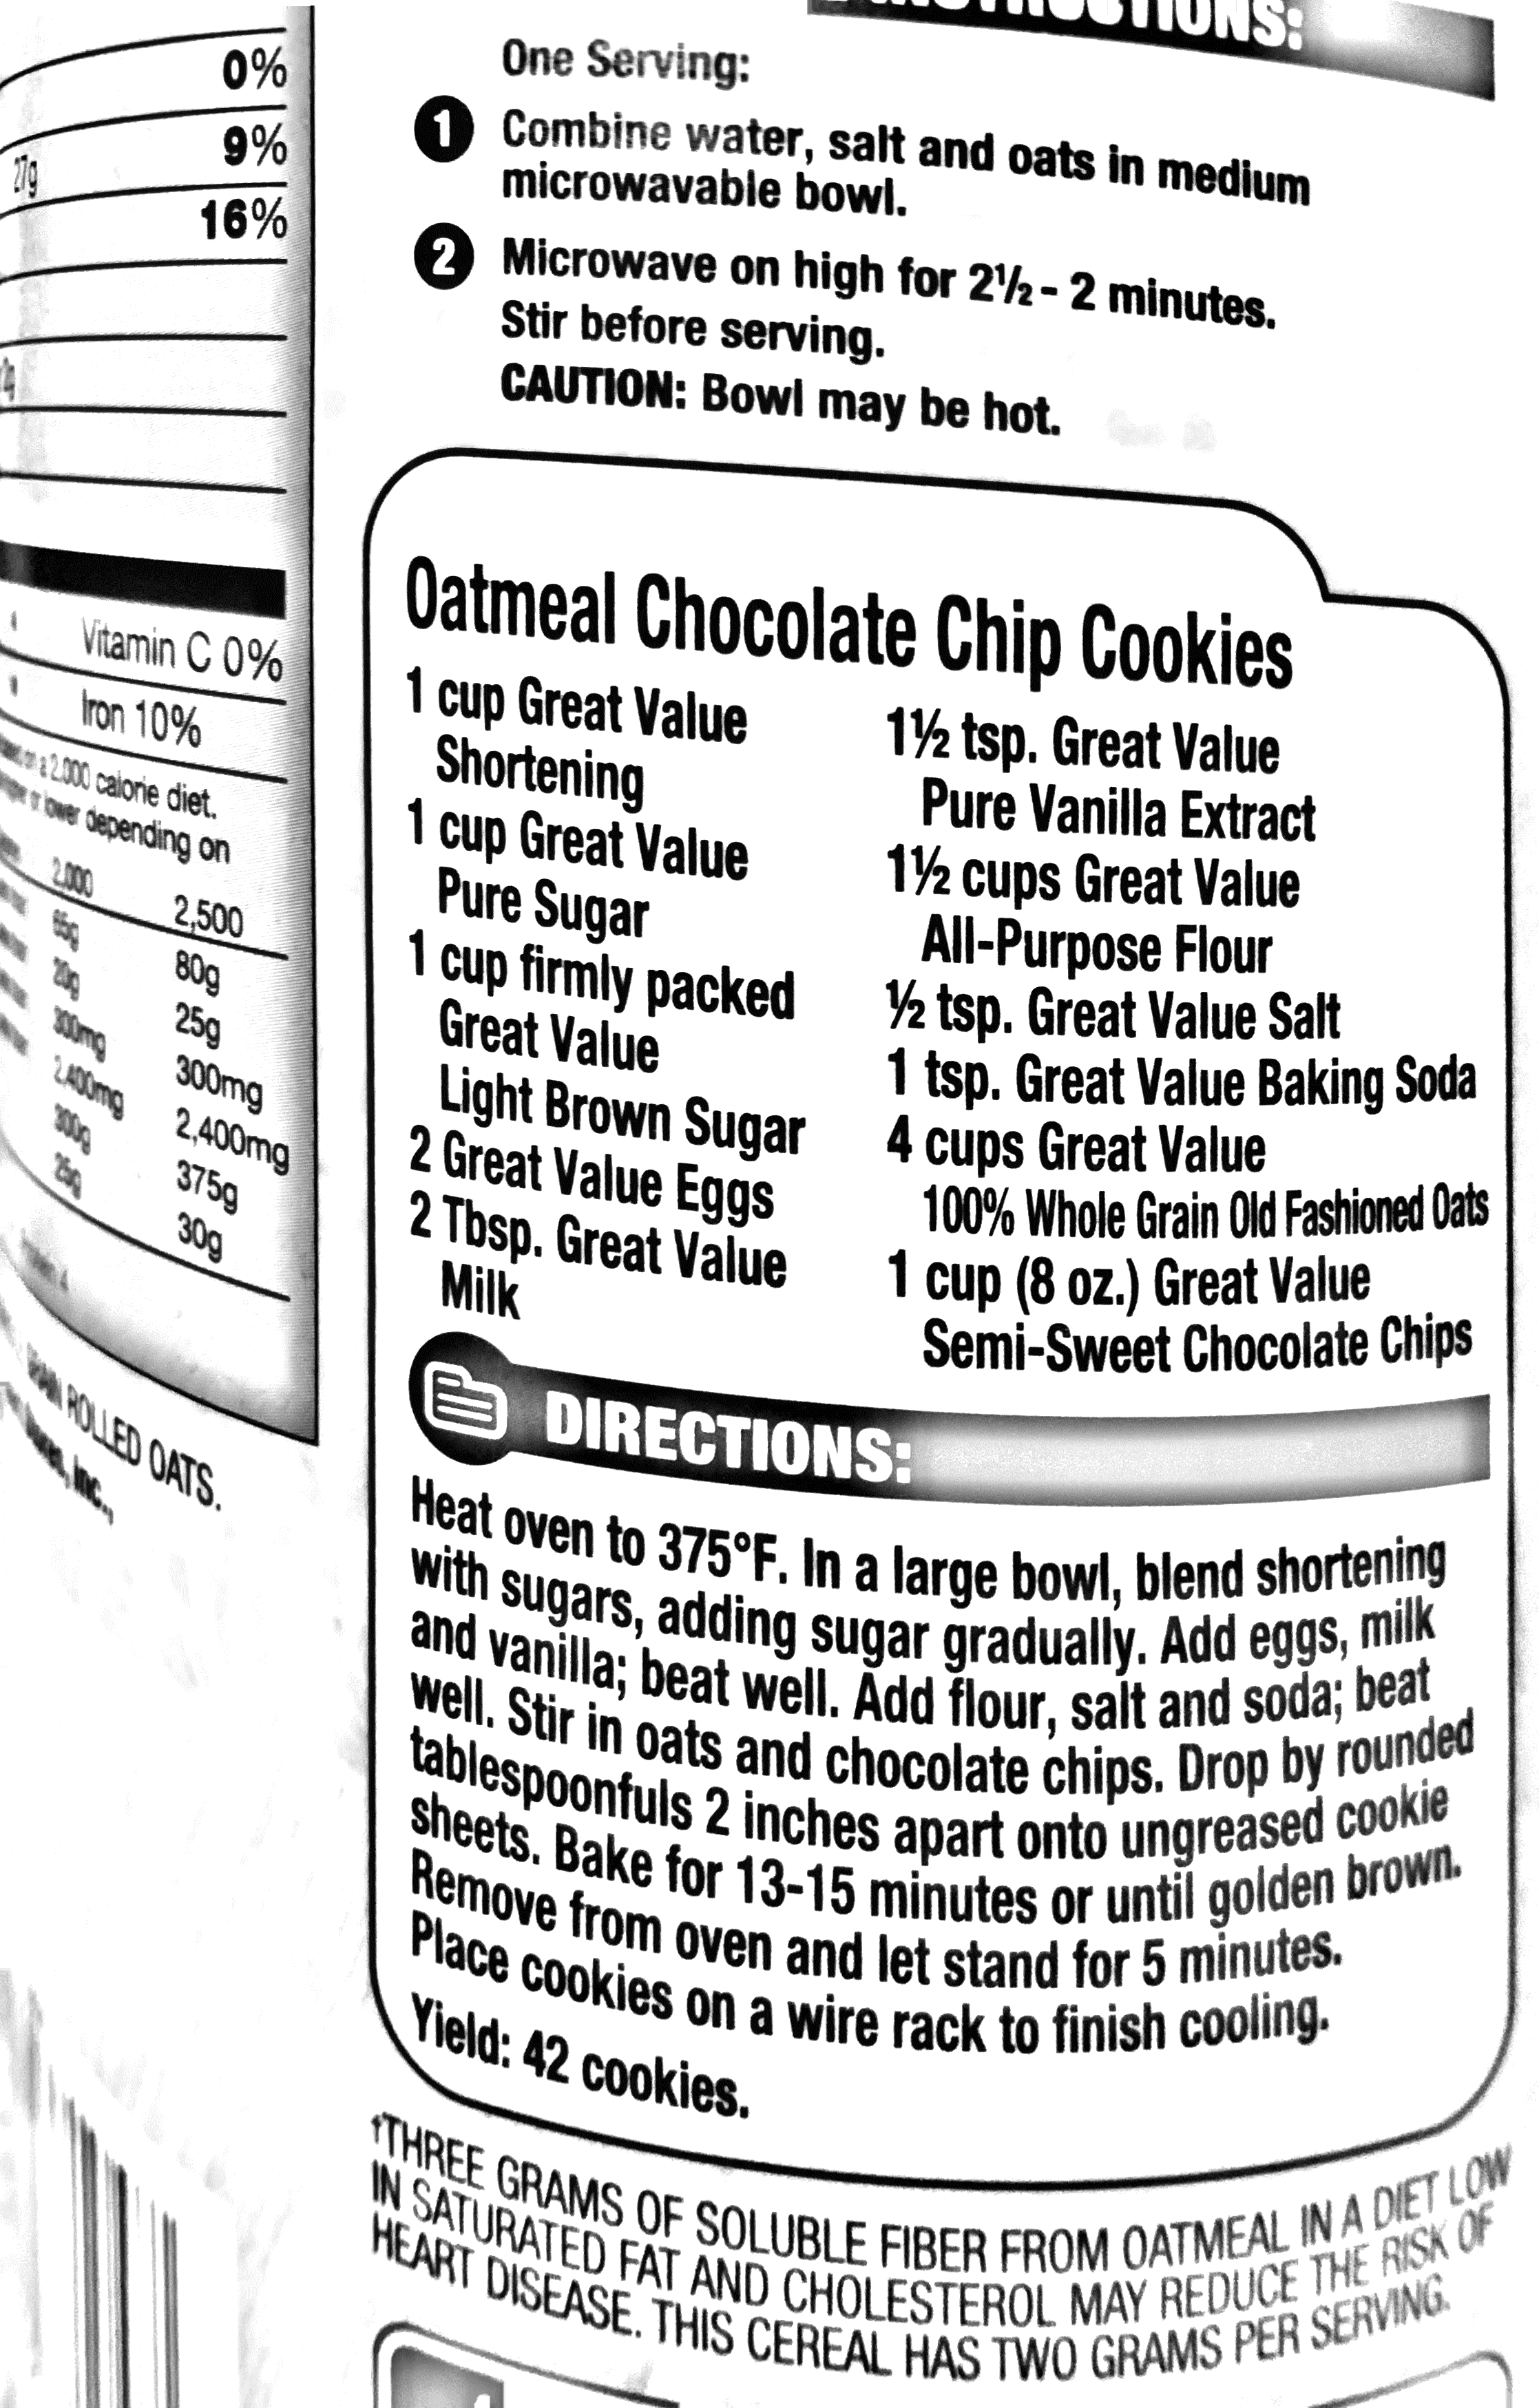 INSTRUCTIONS:
One Serving:
1 Combine water, salt and oats in medium
microwavable bowl.
2 Microwave on high for 2½ - 2 minutes.
Stir before serving.
CAUTION: Bowl may be hot.
Oatmeal Chocolate Chip Cookies
1 cup Great Value
Shortening
1 cup Great Value
Pure Sugar
1 cup firmly packed
Great Value
Light Brown Sugar
2 Great Value Eggs
2 Tbsp. Great Value
Milk
1½ tsp. Great Value
Pure Vanilla Extract
1½ cups Great Value
All-Purpose Flour
½ tsp. Great Value Salt
1 tsp. Great Value Baking Soda
4 cups Great Value
100% Whole Grain Old Fashioned Oats
1 cup (8 oz.) Great Value
Semi-Sweet Chocolate Chips
DIRECTIONS:
Heat oven to 375°F. In a large bowl, blend shortening
with sugars, adding sugar gradually. Add eggs, milk
and vanilla; beat well. Add flour, salt and soda; beat
well. Stir in oats and chocolate chips. Drop by rounded
tablespoonfuls 2 inches apart onto ungreased cookie
sheets. Bake for 13-15 minutes or until golden brown.
Remove from oven and let stand for 5 minutes.
Place cookies on a wire rack to finish cooling.
Yield: 42 cookies.
†THREE GRAMS OF SOLUBLE FIBER FROM OATMEAL IN A DIET LOW
IN SATURATED FAT AND CHOLESTEROL MAY REDUCE THE RISK OF
HEART DISEASE. THIS CEREAL HAS TWO GRAMS PER SERVING.
0%
27g 9%
16%
Vitamin C 0%
Iron 10%
on a 2,000 calorie diet.
or lower depending on
2,000 2,500
65g 80g
20g 25g
300mg 300mg
2,400mg 2,400mg
300g 375g
25g 30g
ROLLED OATS.
Inc.,